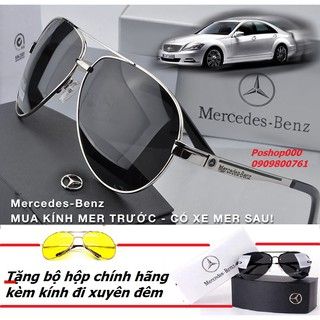 Mercedes-Benz
Poshop000
0909800761
Mercedes-Benz
MUA KÍNH MER TRƯỚC - CÓ XE MER SAU!
Tặng bộ hộp chính hãng
kèm kính đi xuyên đêm